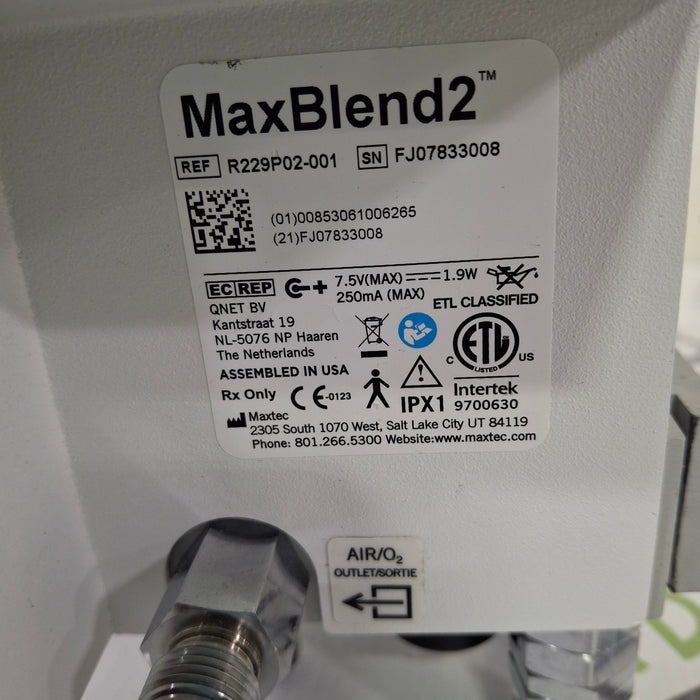 MaxBlend2™
REF R229P02-001 SN FJ07833008
(01)00853061006265
(21)FJ07833008
EC REP
7.5V(MAX) 1.9W
250mA (MAX)
ETL CLASSIFIED
QNET BV
Kantstraat 19
NL-5076 NP Haaren
The Netherlands
ASSEMBLED IN USA
C ETL US
LISTED
Intertek
9700630
Rx Only CE-0123 IPX1
Maxtec
2305 South 1070 West, Salt Lake City UT 84119
Phone: 801.266.5300 Website:www.maxtec.com
AIR/O₂
OUTLET/SORTIE